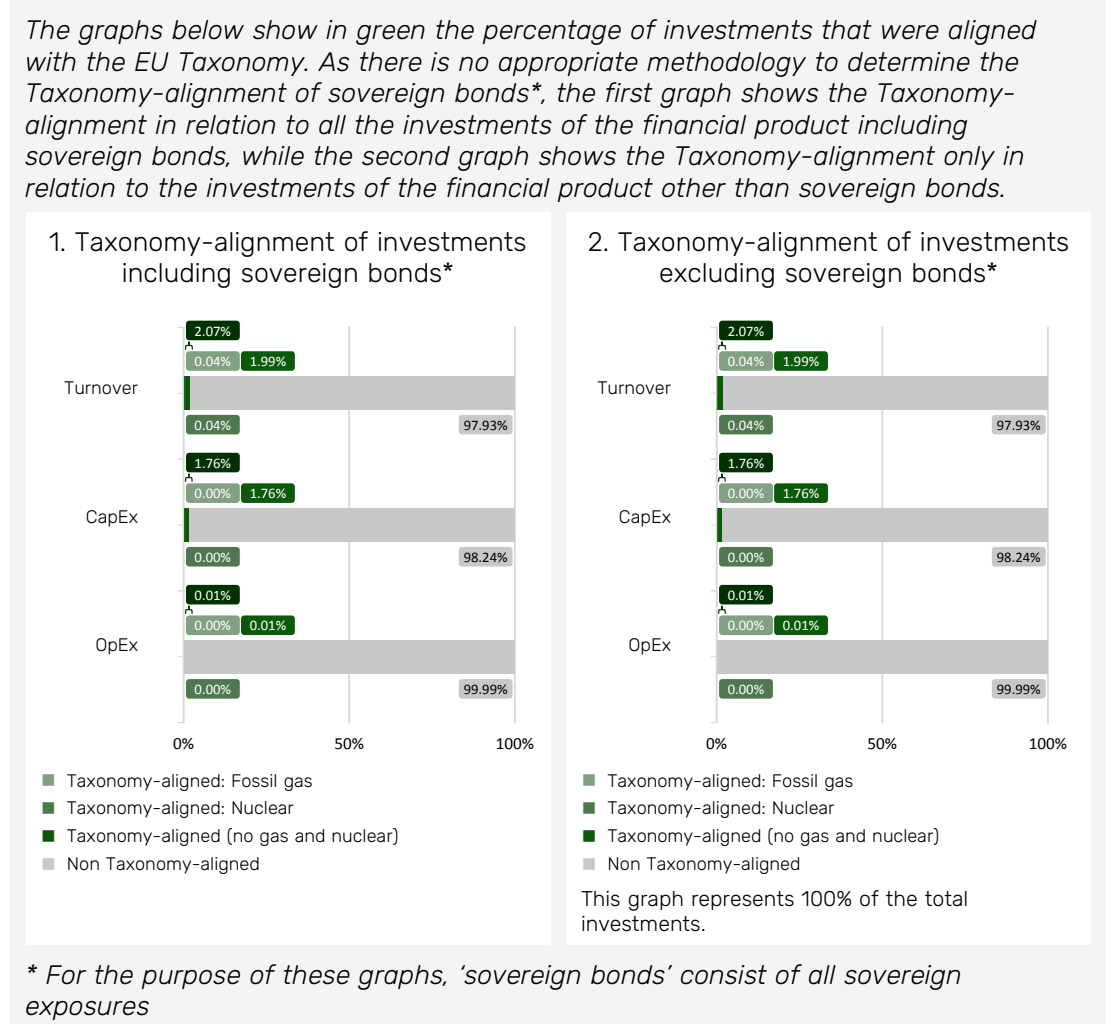 The graphs below show in green the percentage of investments that were aligned
with the EU Taxonomy. As there is no appropriate methodology to determine the
Taxonomy-alignment of sovereign bonds*, the first graph shows the Taxonomy-
alignment in relation to all the investments of the financial product including
sovereign bonds, while the second graph shows the Taxonomy-alignment only in
relation to the investments of the financial product other than sovereign bonds.
1. Taxonomy-alignment of investments
including sovereign bonds*
2.07%
0.04% 1.99%
Turnover
0.04% 97.93%
1.76%
0.00% 1.76%
CapEx
0.00% 98.24%
0.01%
0.00% 0.01%
OpEx
0.00% 99.99%
0% 50% 100%
Taxonomy-aligned: Fossil gas
Taxonomy-aligned: Nuclear
Taxonomy-aligned (no gas and nuclear)
Non Taxonomy-aligned
2. Taxonomy-alignment of investments
excluding sovereign bonds*
2.07%
0.04% 1.99%
Turnover
0.04% 97.93%
1.76%
0.00% 1.76%
CapEx
0.00% 98.24%
0.01%
0.00% 0.01%
OpEx
0.00% 99.99%
0% 50% 100%
Taxonomy-aligned: Fossil gas
Taxonomy-aligned: Nuclear
Taxonomy-aligned (no gas and nuclear)
Non Taxonomy-aligned
This graph represents 100% of the total
investments.
* For the purpose of these graphs, ‘sovereign bonds’ consist of all sovereign
exposures